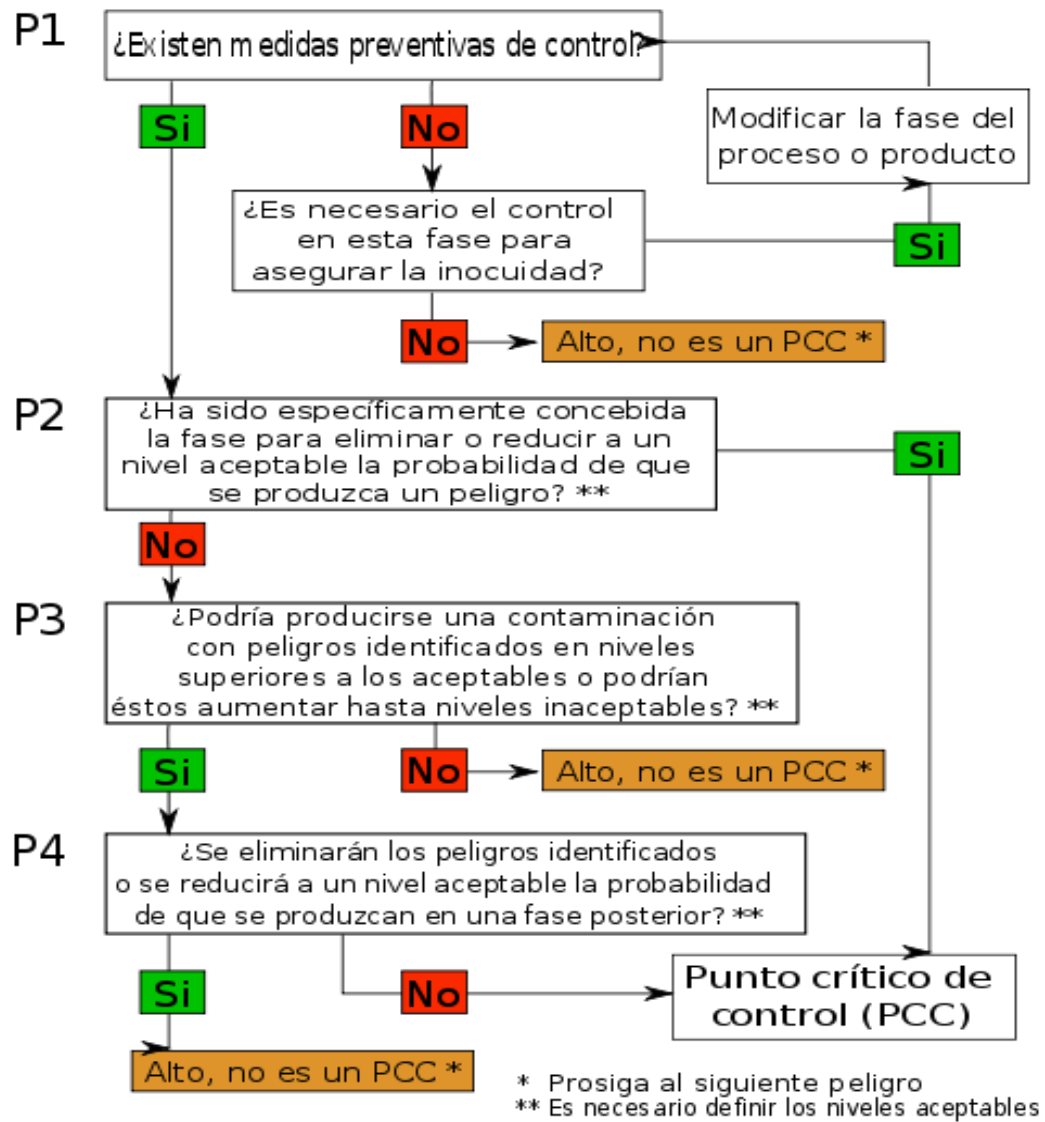 P1
¿Existen medidas preventivas de control?
Si
No
Modificar la fase del
proceso o producto
¿Es necesario el control
en esta fase para
asegurar la inocuidad?
Si
No
Alto, no es un PCC *
P2
¿Ha sido específicamente concebida
la fase para eliminar o reducir a un
nivel aceptable la probabilidad de que
se produzca un peligro? **
Si
No
P3
¿Podría producirse una contaminación
con peligros identificados en niveles
superiores a los aceptables o podrían
éstos aumentar hasta niveles inaceptables? **
Si
No
Alto, no es un PCC *
P4
¿Se eliminarán los peligros identificados
o se reducirá a un nivel aceptable la probabilidad
de que se produzcan en una fase posterior? **
Si
No
Punto crítico de
control (PCC)
Alto, no es un PCC *
* Prosiga al siguiente peligro
** Es necesario definir los niveles aceptables